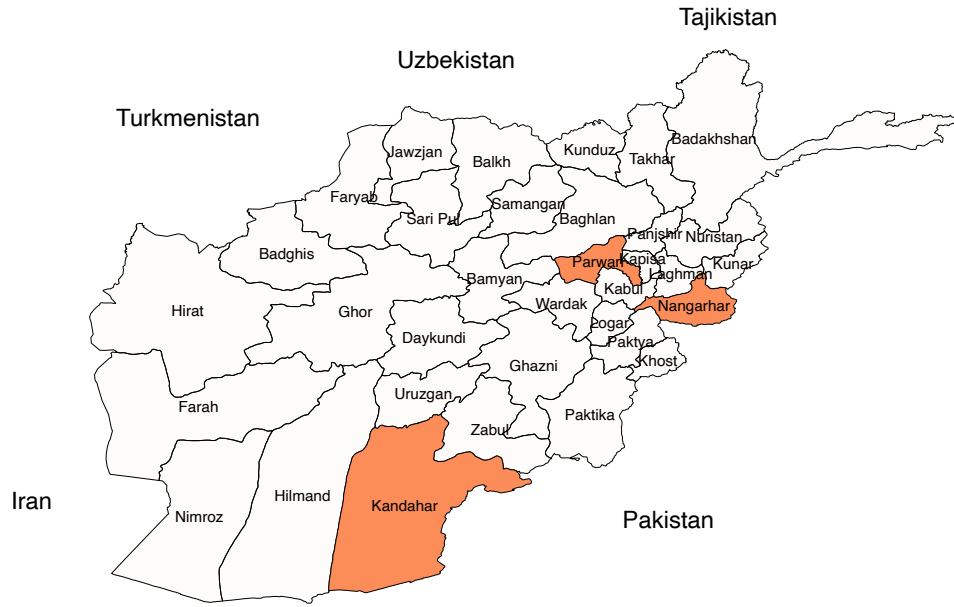 Tajikistan
Uzbekistan
Turkmenistan
Badakhshan
Jawzjan
Balkh
Kunduz
Takhar
Faryab
Samangan
Sari Pul
Baghlan
Panjshir
Nuristan
Badghis
Parwan
Kapisa
Kunar
Laghman
Bamyan
Kabul
Hirat
Ghor
Wardak
Nangarhar
Logar
Daykundi
Paktya
Ghazni
Khost
Uruzgan
Farah
Paktika
Zabul
Iran
Hilmand
Kandahar
Nimroz
Pakistan